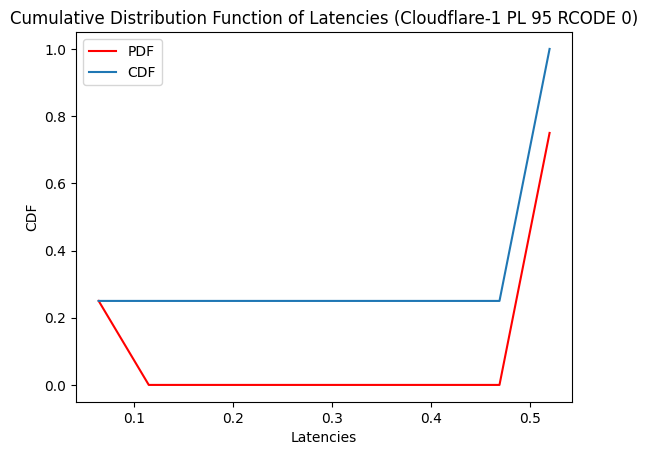 Cumulative Distribution Function of Latencies (Cloudflare-1 PL 95 RCODE 0)
PDF
CDF
1.0
0.8
0.6
0.4
0.2
0.0
CDF
0.1
0.2
0.3
0.4
0.5
Latencies